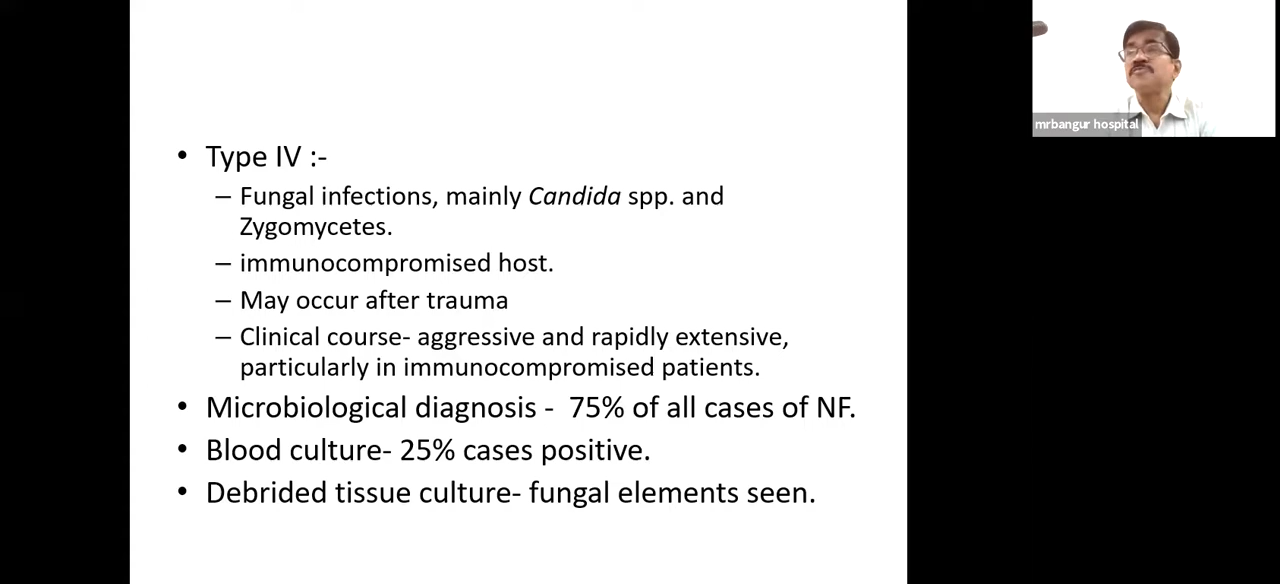 • Type IV :-
– Fungal infections, mainly Candida spp. and
Zygomycetes.
– immunocompromised host.
– May occur after trauma
– Clinical course- aggressive and rapidly extensive,
particularly in immunocompromised patients.
• Microbiological diagnosis - 75% of all cases of NF.
• Blood culture- 25% cases positive.
• Debrided tissue culture- fungal elements seen.
mrbangur hospital